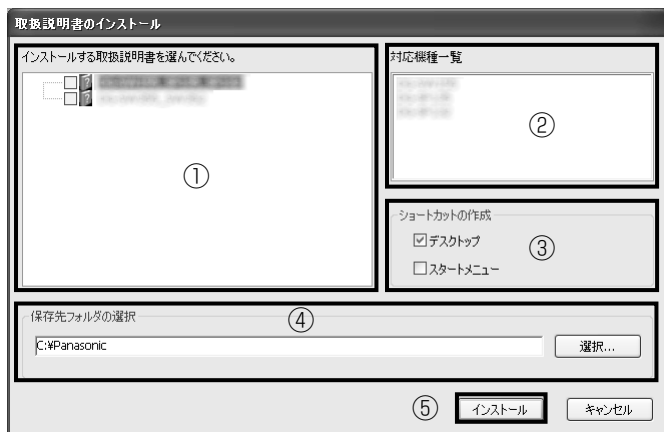 取扱説明書のインストール
インストールする取扱説明書を選んでください。
①
対応機種一覧
②
ショートカットの作成
デスクトップ
スタートメニュー
③
保存先フォルダの選択
④
C:¥Panasonic
選択...
⑤
インストール
キャンセル